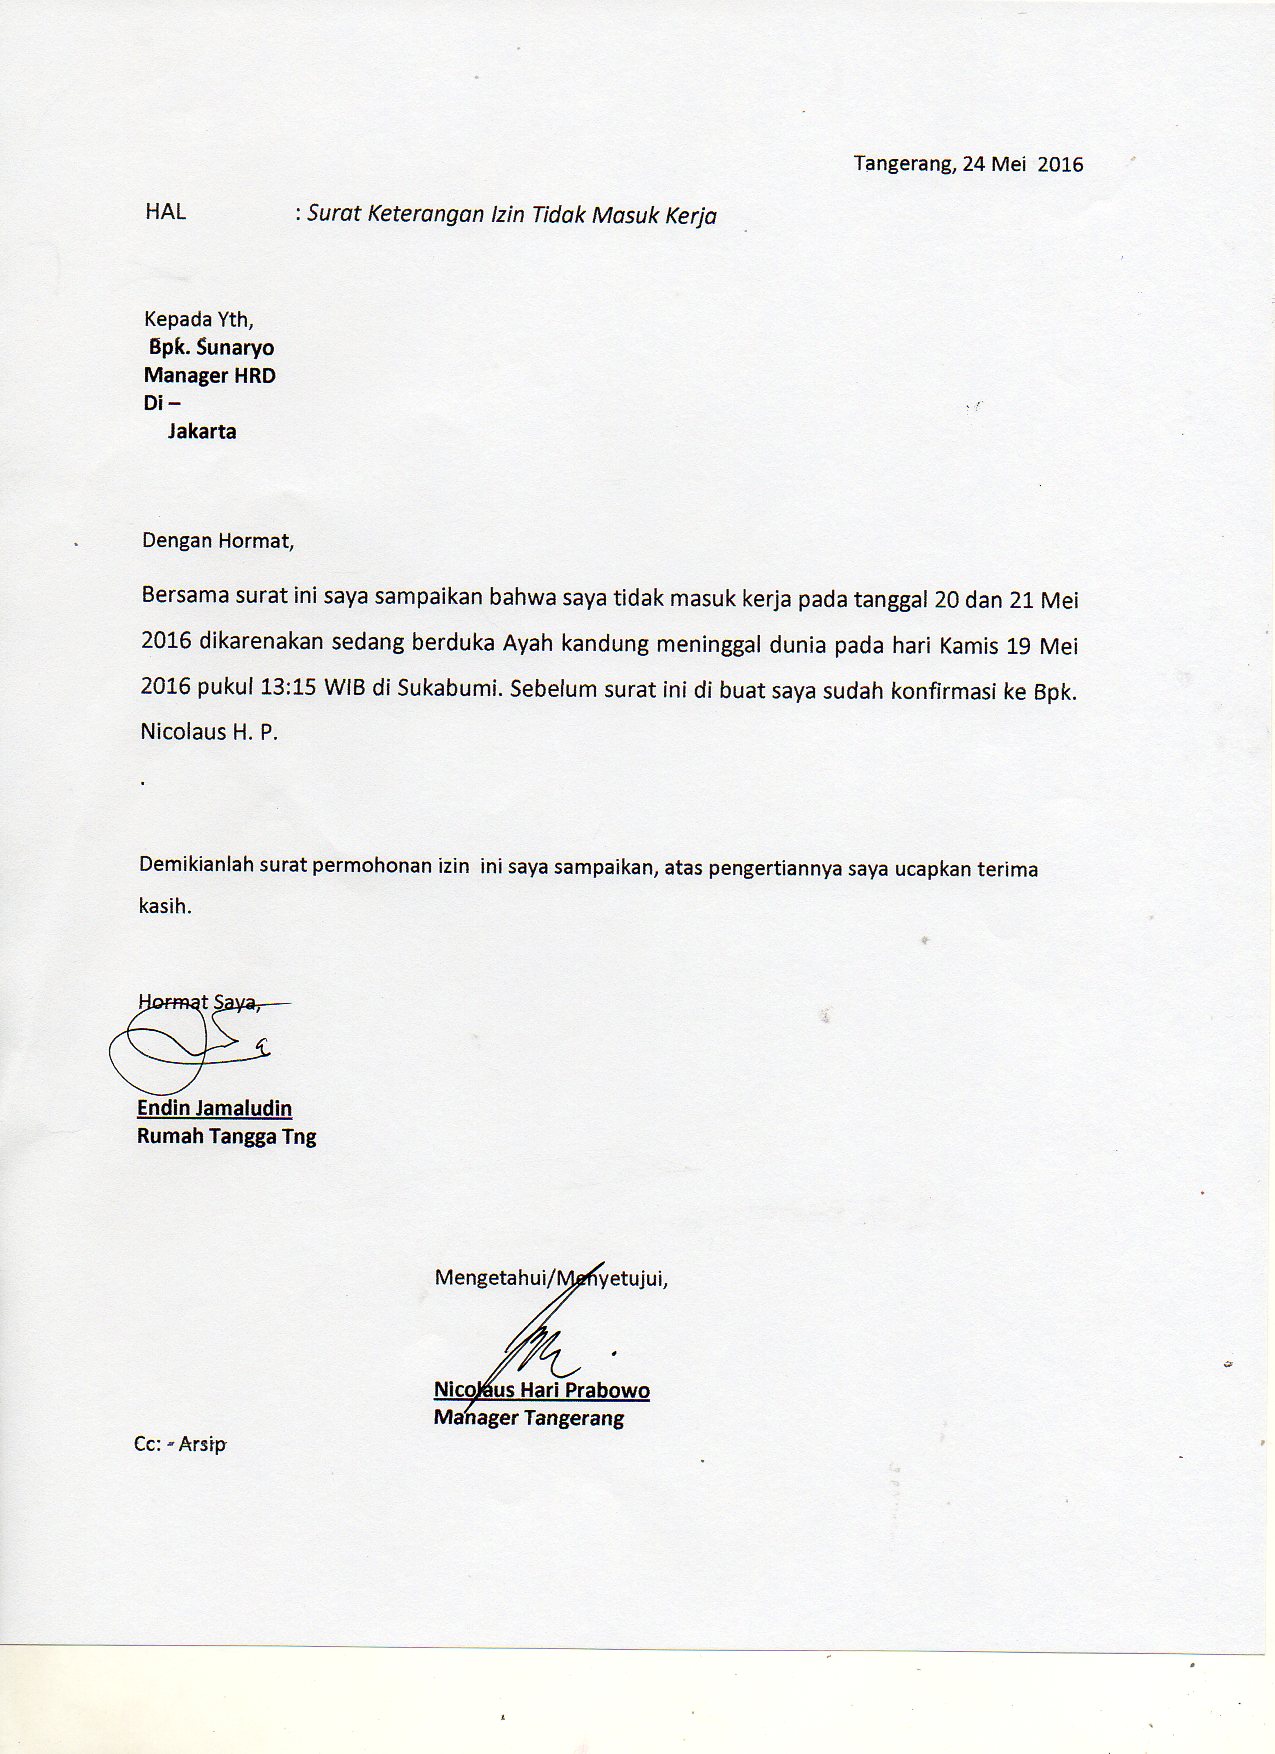 Tangerang, 24 Mei 2016
HAL : Surat Keterangan Izin Tidak Masuk Kerja
Kepada Yth,
Bpk. Sunaryo
Manager HRD
Di –
Jakarta
Dengan Hormat,
Bersama surat ini saya sampaikan bahwa saya tidak masuk kerja pada tanggal 20 dan 21 Mei
2016 dikarenakan sedang berduka Ayah kandung meninggal dunia pada hari Kamis 19 Mei
2016 pukul 13:15 WIB di Sukabumi. Sebelum surat ini di buat saya sudah konfirmasi ke Bpk.
Nicolaus H. P.
.
Demikianlah surat permohonan izin ini saya sampaikan, atas pengertiannya saya ucapkan terima
kasih.
Hormat Saya,
Endin Jamaludin
Rumah Tangga Tng
Mengetahui/Menyetujui,
Nicolaus Hari Prabowo
Manager Tangerang
Cc: - Arsip